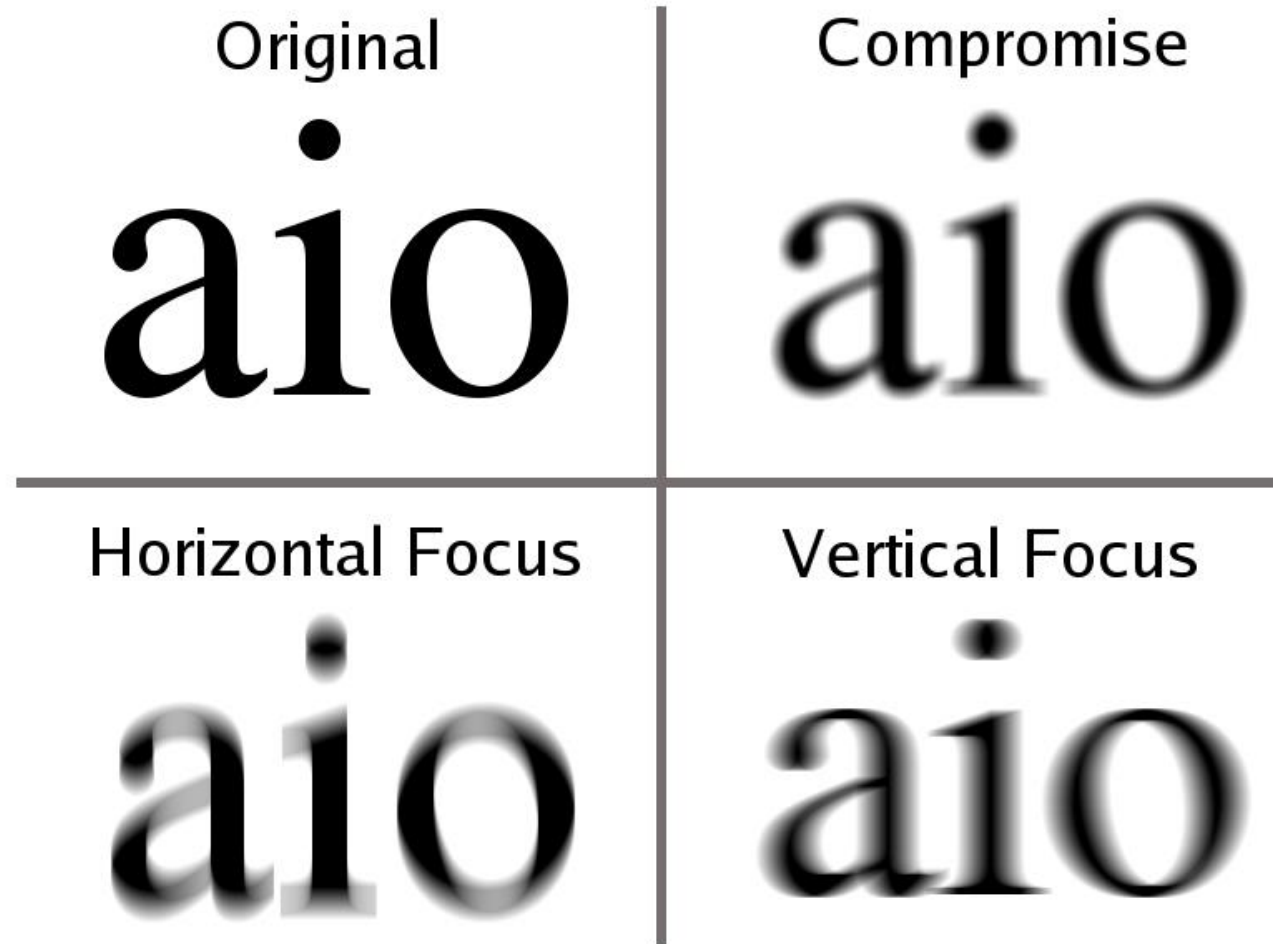 Original
aio
Compromise
aio
Horizontal Focus
aio
Vertical Focus
aio